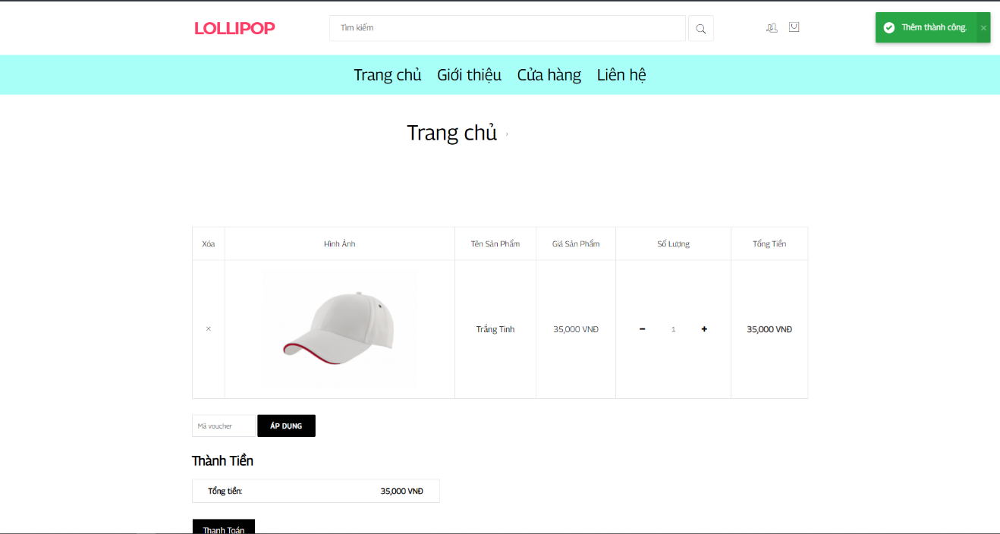 LOLLIPOP
Tìm kiếm
Thêm thành công.
×
Trang chủ Giới thiệu Cửa hàng Liên hệ
Trang chủ ›
Xóa Hình Ảnh Tên Sản Phẩm Giá Sản Phẩm Số Lượng Tổng Tiền
× Trắng Tinh 35,000 VNĐ − 1 + 35,000 VNĐ
Mã voucher ÁP DỤNG
Thành Tiền
Tổng tiền: 35,000 VNĐ
Thanh Toán